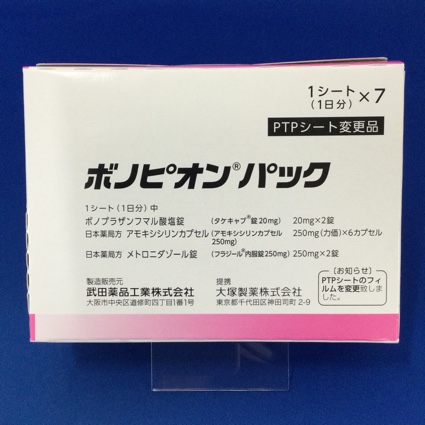 1シート
(1日分)×7
PTPシート変更品
ボノピオン®パック
1シート(1日分)中
ボノプラザンフマル酸塩錠 (タケキャブ®錠20mg) 20mg×2錠
日本薬局方 アモキシシリンカプセル (アモキシシリンカプセル 250mg) 250mg(力価)×6カプセル
日本薬局方 メトロニダゾール錠 (フラジール®内服錠250mg) 250mg×2錠
(お知らせ)
PTPシートのフィ
ルムを変更致しま
した。
製造販売元
武田薬品工業株式会社
大阪市中央区道修町四丁目1番1号
提携
大塚製薬株式会社
東京都千代田区神田司町2-9